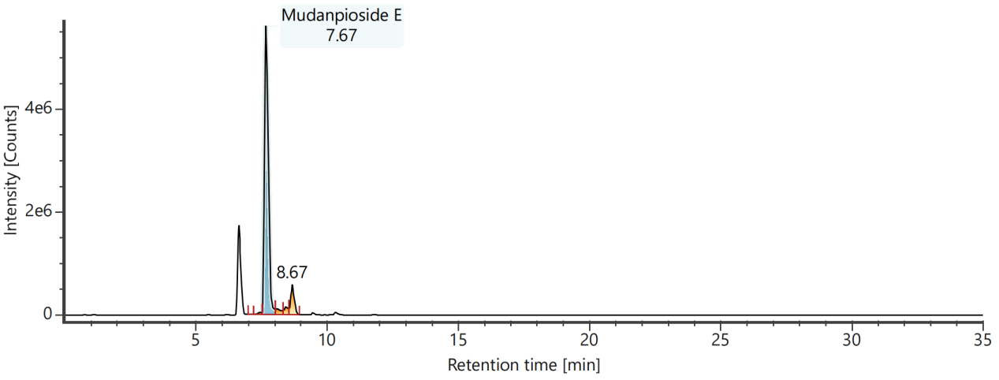 Mudanpioside E
7.67
4e6
2e6
0
8.67
5
10
15
20
25
30
35
Intensity [Counts]
Retention time [min]